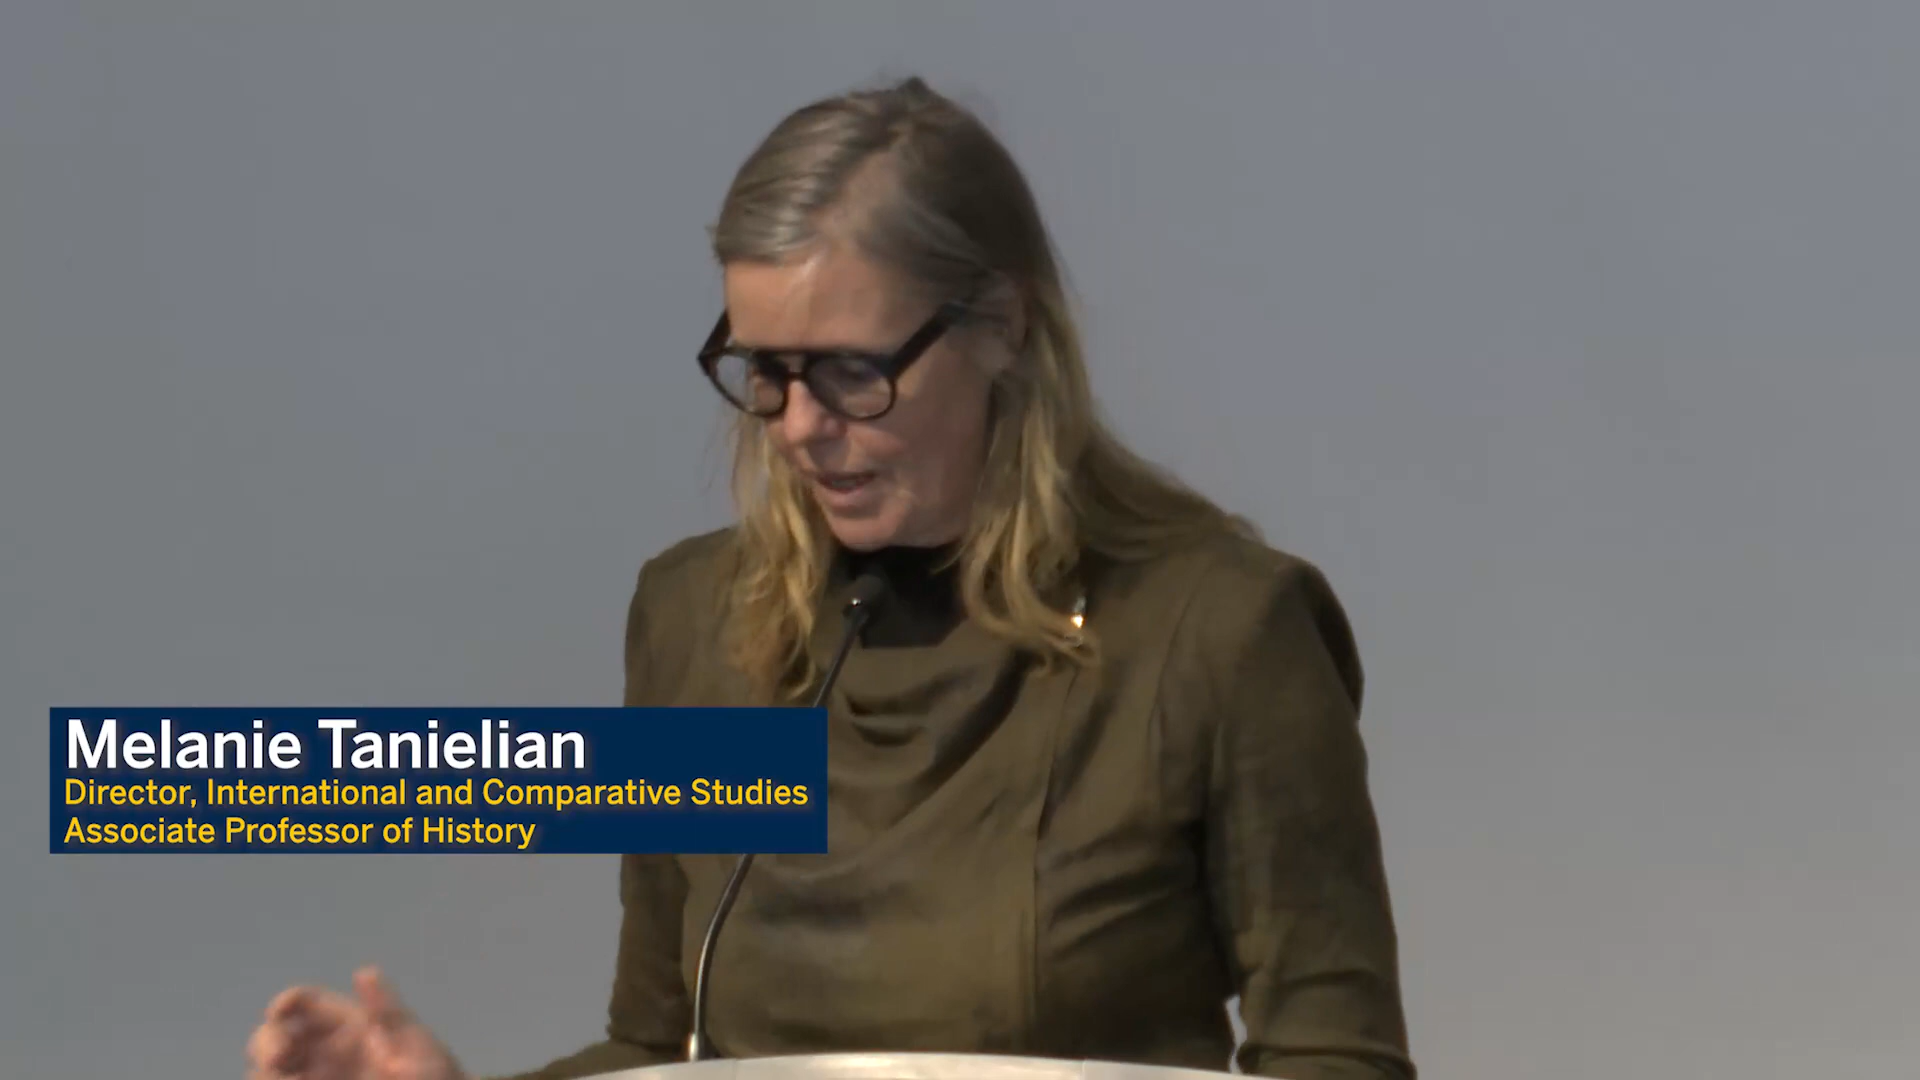 Melanie Tanielian
Director, International and Comparative Studies
Associate Professor of History